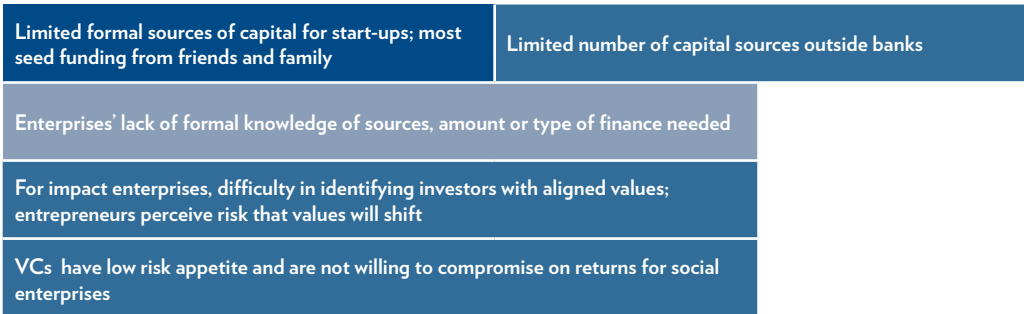 Limited formal sources of capital for start-ups; most
seed funding from friends and family
Limited number of capital sources outside banks
Enterprises’ lack of formal knowledge of sources, amount or type of finance needed
For impact enterprises, difficulty in identifying investors with aligned values;
entrepreneurs perceive risk that values will shift
VCs  have low risk appetite and are not willing to compromise on returns for social
enterprises